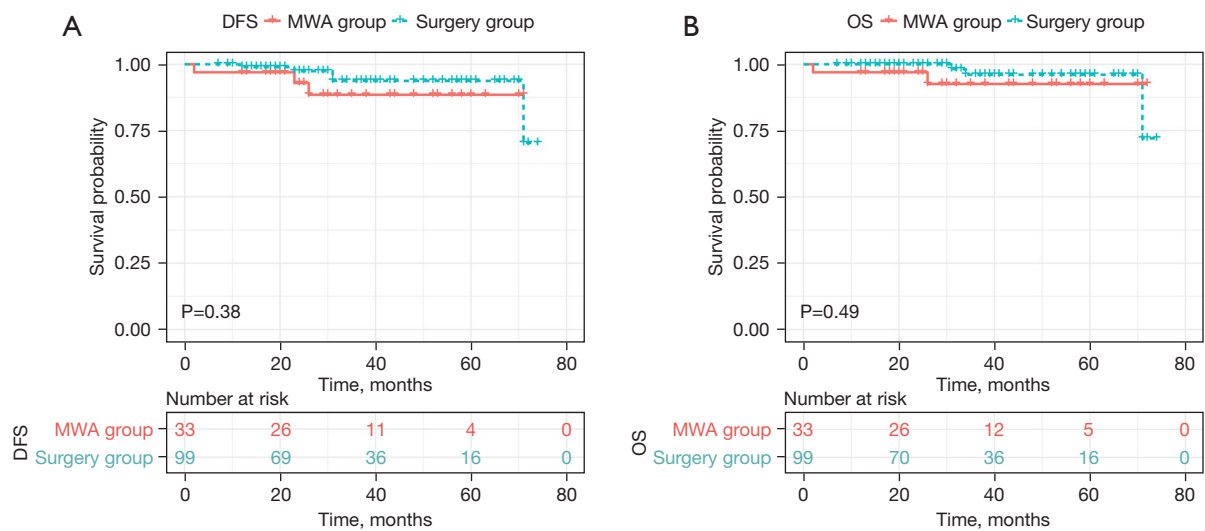 A
DFS MWA group Surgery group
Survival probability
1.00
0.75
0.50
0.25
0.00
P=0.38
0 20 40 60 80
Time, months
Number at risk
DFS
MWA group 33 26 11 4 0
Surgery group 99 69 36 16 0
0 20 40 60 80
Time, months
B
OS MWA group Surgery group
Survival probability
1.00
0.75
0.50
0.25
0.00
P=0.49
0 20 40 60 80
Time, months
Number at risk
OS
MWA group 33 26 12 5 0
Surgery group 99 70 36 16 0
0 20 40 60 80
Time, months